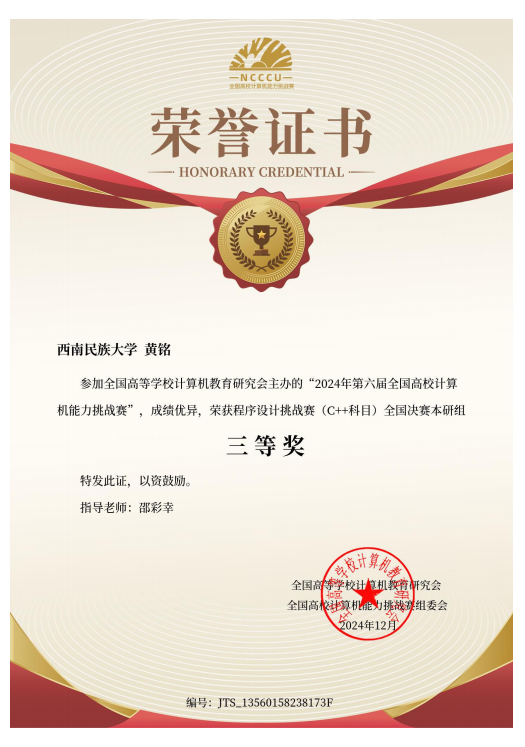 —NCCCU—
全国高校计算机能力挑战赛
荣誉证书
HONORARY CREDENTIAL
西南民族大学 黄铭
参加全国高等学校计算机教育研究会主办的“2024年第六届全国高校计算
机能力挑战赛”，成绩优异，荣获程序设计挑战赛（C++科目）全国决赛本研组
三等奖
特发此证，以资鼓励。
指导老师：邵彩幸
全国高等学校计算机教育研究会
全国高等学校计算机教育研究会
全国高校计算机能力挑战赛组委会
2024年12月
编号：JTS_13560158238173F